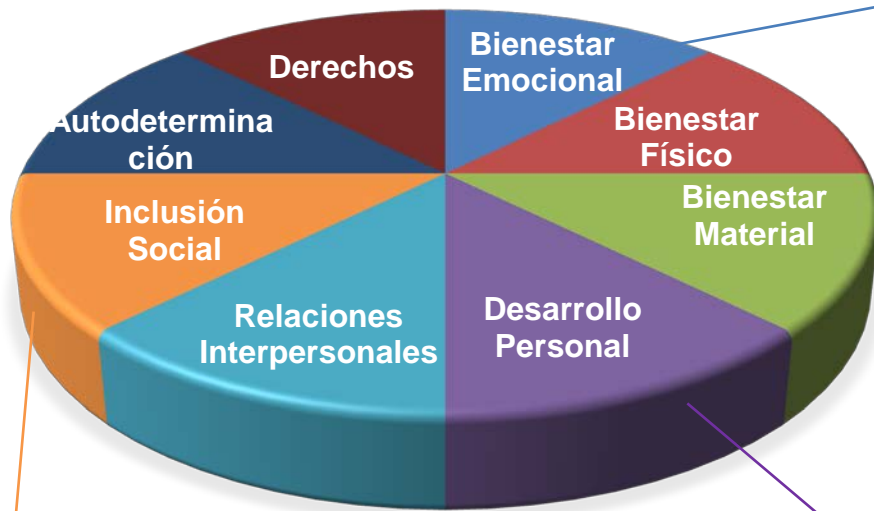 Bienestar
Emocional
Derechos
Bienestar
Físico
Autodetermina
ción
Bienestar
Material
Inclusión
Social
Desarrollo
Personal
Relaciones
Interpersonales